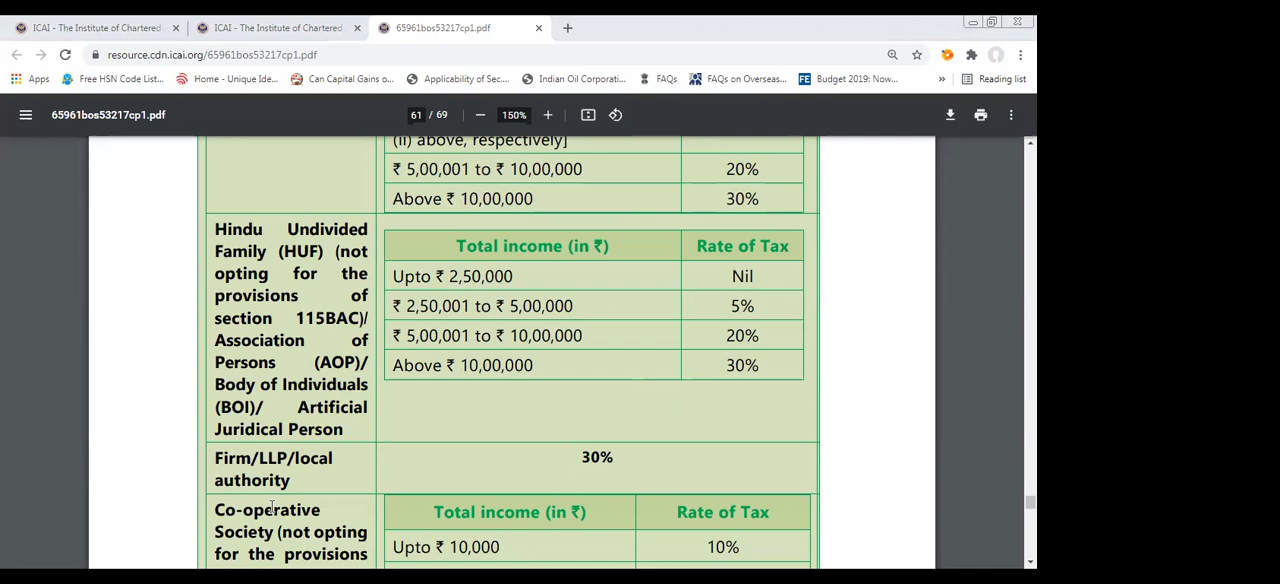 ICAI - The Institute of Chartered
ICAI - The Institute of Chartered
65961bos53217cp1.pdf
resource.cdn.icai.org/65961bos53217cp1.pdf
Apps
Free HSN Code List...
Home - Unique Ide...
Can Capital Gains o...
Applicability of Sec...
Indian Oil Corporati...
FAQs
FAQs on Overseas...
FE Budget 2019: Now...
»
Reading list
65961bos53217cp1.pdf
61 / 69
150%
(ii) above, respectively]
₹ 5,00,001 to ₹ 10,00,000 20%
Above ₹ 10,00,000 30%
Hindu Undivided
Family (HUF) (not
opting for the
provisions of
section 115BAC)/
Association of
Persons (AOP)/
Body of Individuals
(BOI)/ Artificial
Juridical Person
Total income (in ₹) Rate of Tax
Upto ₹ 2,50,000 Nil
₹ 2,50,001 to ₹ 5,00,000 5%
₹ 5,00,001 to ₹ 10,00,000 20%
Above ₹ 10,00,000 30%
Firm/LLP/local
authority
30%
Co-operative
Society (not opting
for the provisions
Total income (in ₹) Rate of Tax
Upto ₹ 10,000 10%